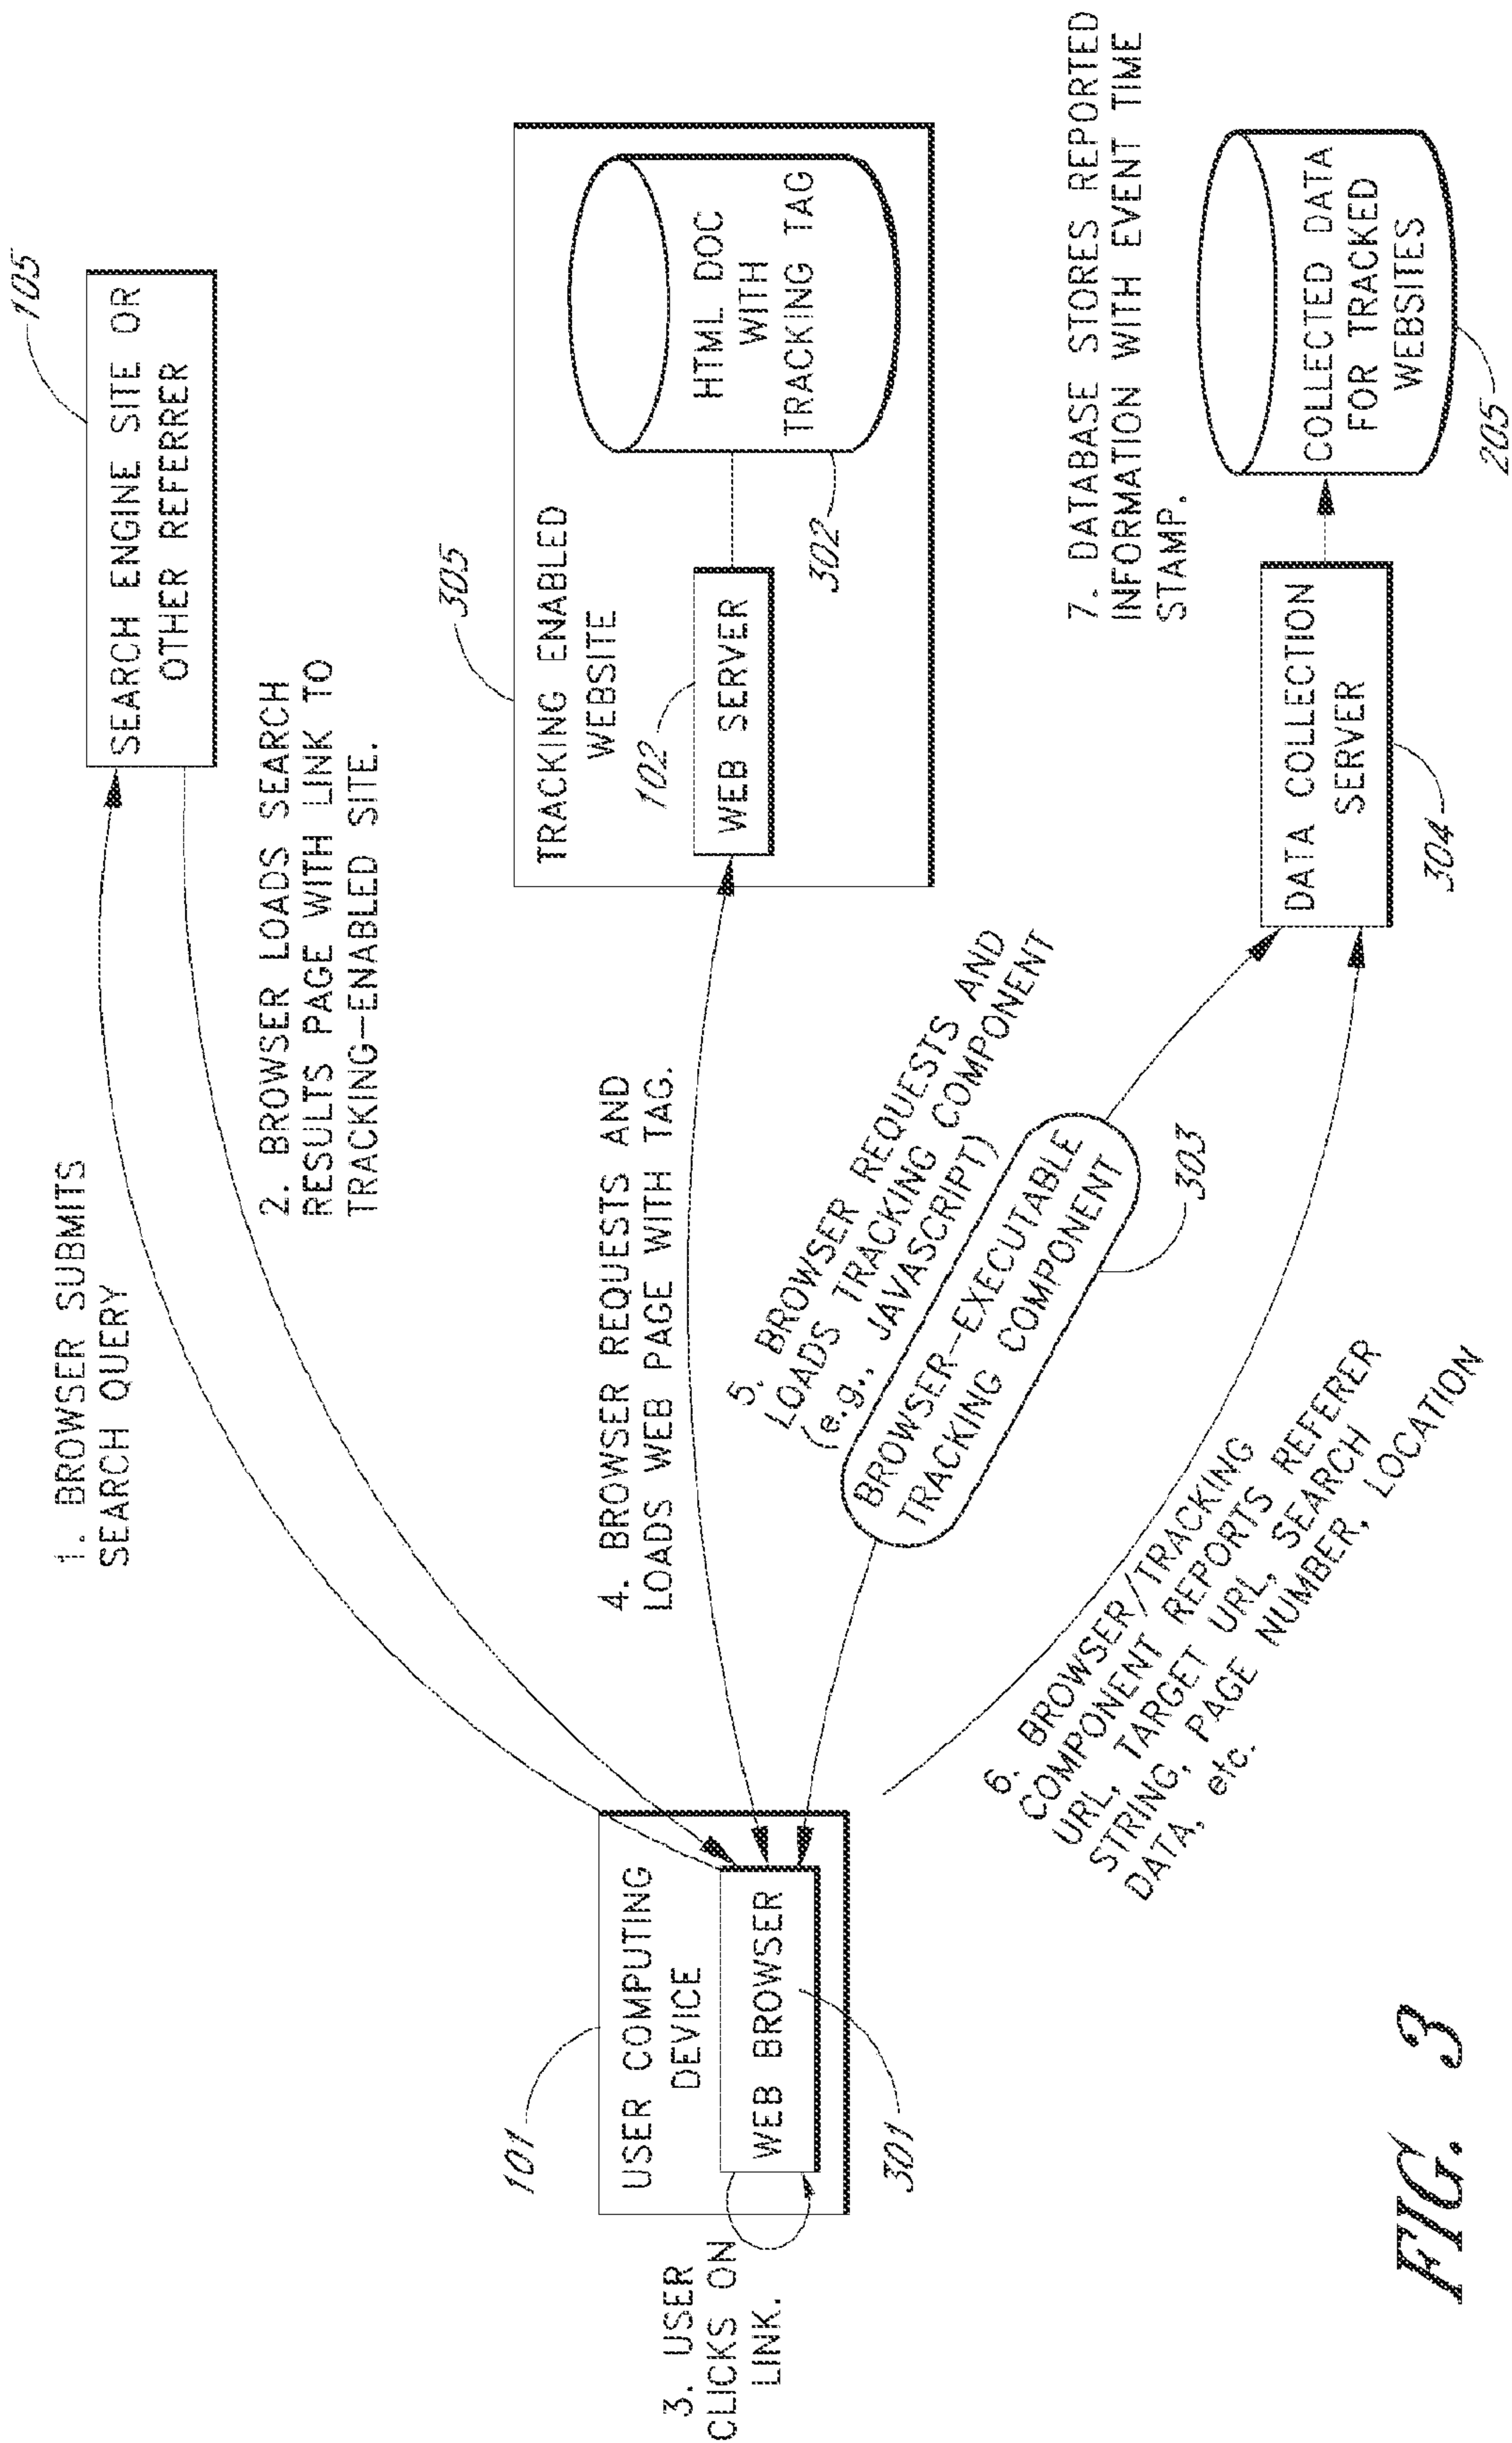 105
SEARCH ENGINE SITE OR
OTHER REFERRER
1. BROWSER SUBMITS
SEARCH QUERY
2. BROWSER LOADS SEARCH
RESULTS PAGE WITH LINK TO
TRACKING-ENABLED SITE.
305
TRACKING ENABLED
WEBSITE
102
WEB SERVER
HTML DOC
WITH
TRACKING TAG
302
101
USER COMPUTING
DEVICE
WEB BROWSER
301
3. USER
CLICKS ON
LINK.
4. BROWSER REQUESTS AND
LOADS WEB PAGE WITH TAG.
5. BROWSER REQUESTS AND
LOADS TRACKING COMPONENT
(e.g., JAVASCRIPT)
BROWSER-EXECUTABLE
TRACKING COMPONENT
303
6. BROWSER/TRACKING
COMPONENT REPORTS REFERER
URL, TARGET URL, SEARCH
STRING, PAGE NUMBER, LOCATION
DATA, etc.
7. DATABASE STORES REPORTED
INFORMATION WITH EVENT TIME
STAMP.
DATA COLLECTION
SERVER
304
COLLECTED DATA
FOR TRACKED
WEBSITES
205
FIG. 3